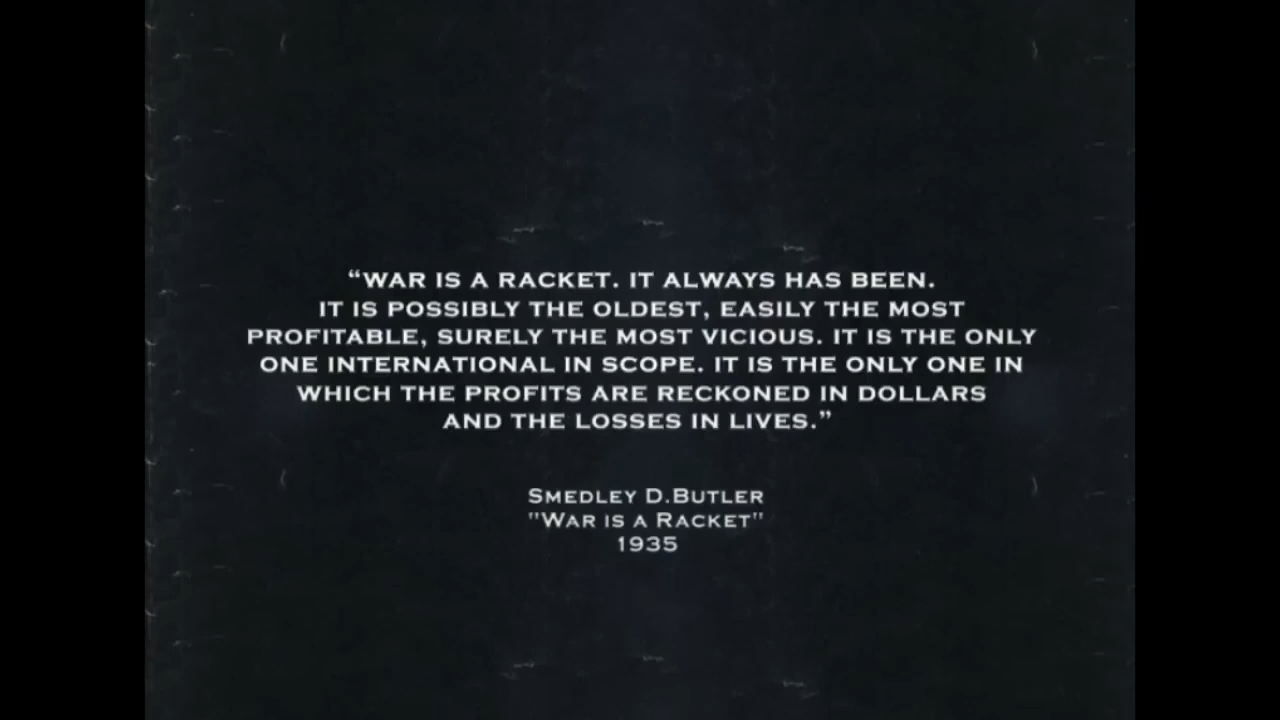 “WAR IS A RACKET. IT ALWAYS HAS BEEN.
IT IS POSSIBLY THE OLDEST, EASILY THE MOST
PROFITABLE, SURELY THE MOST VICIOUS. IT IS THE ONLY
ONE INTERNATIONAL IN SCOPE. IT IS THE ONLY ONE IN
WHICH THE PROFITS ARE RECKONED IN DOLLARS
AND THE LOSSES IN LIVES.”
SMEDLEY D.BUTLER
"WAR IS A RACKET"
1935